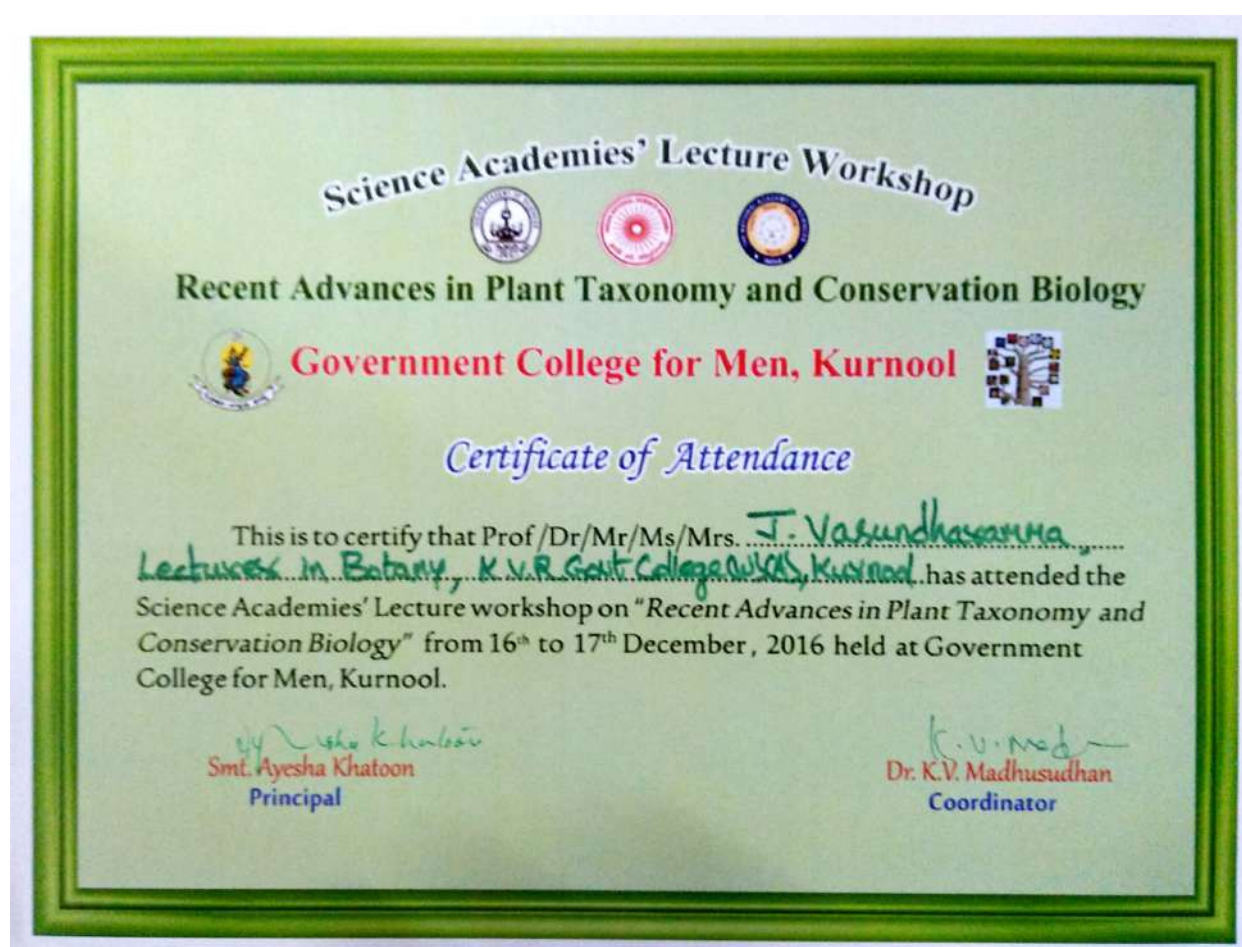 Science Academies' Lecture Workshop
Recent Advances in Plant Taxonomy and Conservation Biology
Government College for Men, Kurnool
Certificate of Attendance
This is to certify that Prof/Dr/Mr/Ms/Mrs. J. Vasundharamma,
Lecturer in Botany, K.V.R Govt College (W), Kurnool has attended the
Science Academies' Lecture workshop on "Recent Advances in Plant Taxonomy and
Conservation Biology" from 16th to 17th December, 2016 held at Government
College for Men, Kurnool.
Smt. Ayesha Khatoon
Principal
K.V. Mad
Dr. K.V. Madhusudhan
Coordinator